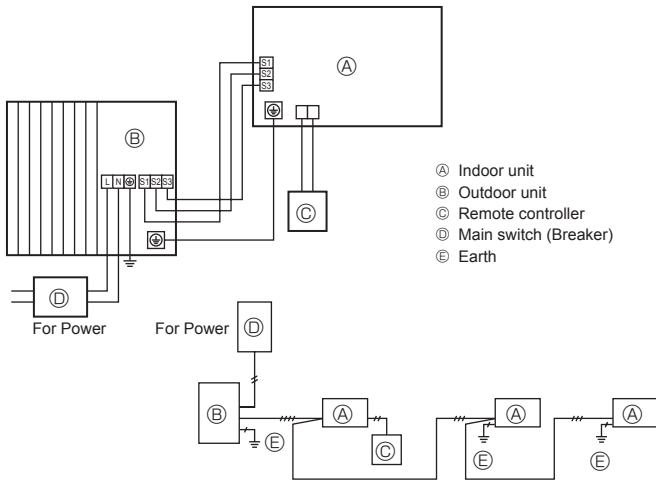 S1
S2
S3
Ⓐ
Ⓑ
L N S1 S2 S3
Ⓒ
Ⓐ Indoor unit
Ⓑ Outdoor unit
Ⓒ Remote controller
Ⓓ Main switch (Breaker)
Ⓔ Earth
Ⓓ
For Power
For Power
Ⓓ
Ⓑ
Ⓐ
Ⓐ
Ⓐ
Ⓔ
Ⓒ
Ⓔ
Ⓔ